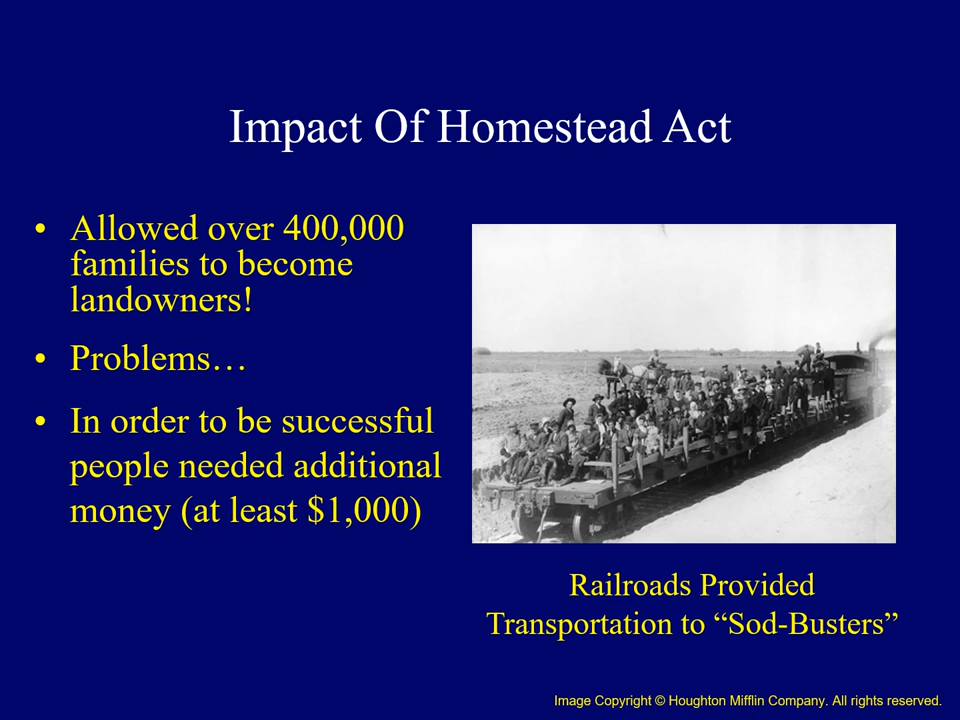 Impact Of Homestead Act
• Allowed over 400,000
families to become
landowners!
• Problems…
• In order to be successful
people needed additional
money (at least $1,000)
Railroads Provided
Transportation to “Sod-Busters”
Image Copyright © Houghton Mifflin Company. All rights reserved.